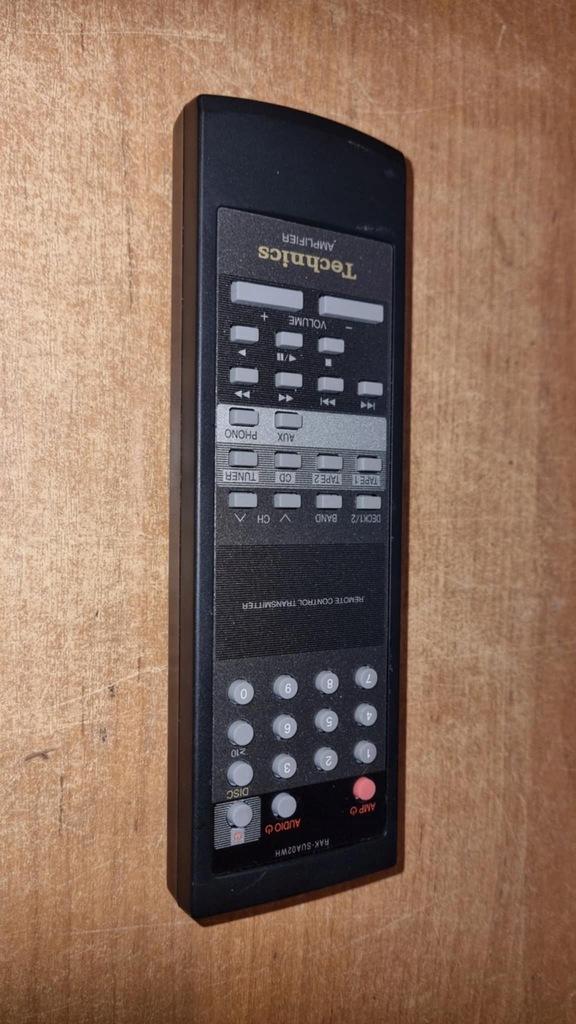 RAK-SUA02WH
AMP ⏻ AUDIO ⏻ ⏻
1 2 3 DISC
4 5 6 ≥10
7 8 9 0
REMOTE CONTROL TRANSMITTER
DECK1/2 BAND ∨ CH ∧
TAPE 1 TAPE 2 CD TUNER
AUX PHONO
− VOLUME +
Technics
AMPLIFIER